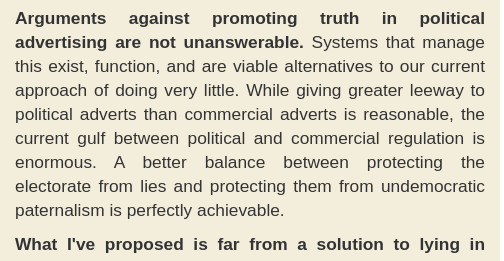 Arguments against promoting truth in political
advertising are not unanswerable. Systems that manage
this exist, function, and are viable alternatives to our current
approach of doing very little. While giving greater leeway to
political adverts than commercial adverts is reasonable, the
current gulf between political and commercial regulation is
enormous. A better balance between protecting the
electorate from lies and protecting them from undemocratic
paternalism is perfectly achievable.
What I've proposed is far from a solution to lying in